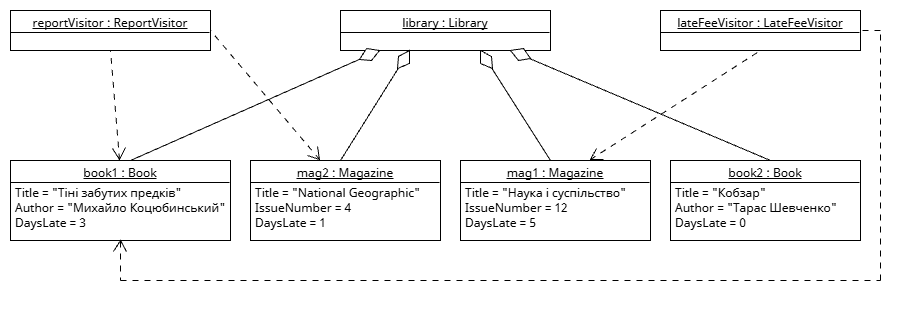 reportVisitor : ReportVisitor
library : Library
lateFeeVisitor : LateFeeVisitor
book1 : Book
Title = "Тіні забутих предків"
Author = "Михайло Коцюбинський"
DaysLate = 3
mag2 : Magazine
Title = "National Geographic"
IssueNumber = 4
DaysLate = 1
mag1 : Magazine
Title = "Наука і суспільство"
IssueNumber = 12
DaysLate = 5
book2 : Book
Title = "Кобзар"
Author = "Тарас Шевченко"
DaysLate = 0